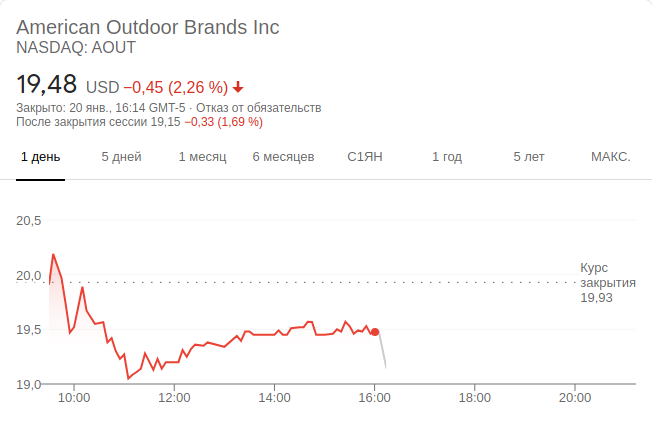 American Outdoor Brands Inc
NASDAQ: AOUT
19,48 USD −0,45 (2,26 %)
Закрыто: 20 янв., 16:14 GMT-5 · Отказ от обязательств
После закрытия сессии 19,15 −0,33 (1,69 %)
1 день 5 дней 1 месяц 6 месяцев С1ЯН 1 год 5 лет МАКС.
20,5
20,0
19,5
19,0
Курс
закрытия
19,93
10:00 12:00 14:00 16:00 18:00 20:00